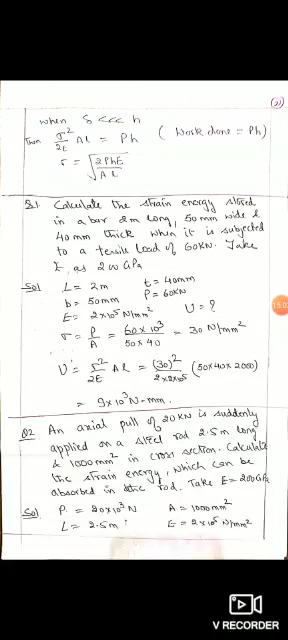 (21)
when δ <<< h
Then σ²/2E Al = Ph ( Work done = Ph)
σ = √(2PhE/Al)
Q.1. Calculate the strain energy stored
in a bar 2m long, 50 mm wide &
40 mm thick when it is subjected
to a tensile load of 60KN. Take
E, as 200 GPa
Sol L = 2m t = 40mm
b = 50mm P = 60KN
E = 2×10⁵ N/mm² U = ?
σ = P/A = 60×10³/50×40 = 30 N/mm²
U = σ²/2E Al = (30)²/2×2×10⁵ (50×40×2000)
= 9×10³ N-mm.
Q2 An axial pull of 20KN is suddenly
applied on a steel rod 2.5m long
& 1000mm² in cross section. Calculate
the strain energy, which can be
absorbed in the rod. Take E = 200GPa
Sol P = 20×10³ N A = 1000mm²
L = 2.5m E = 2×10⁵ N/mm²
V RECORDER